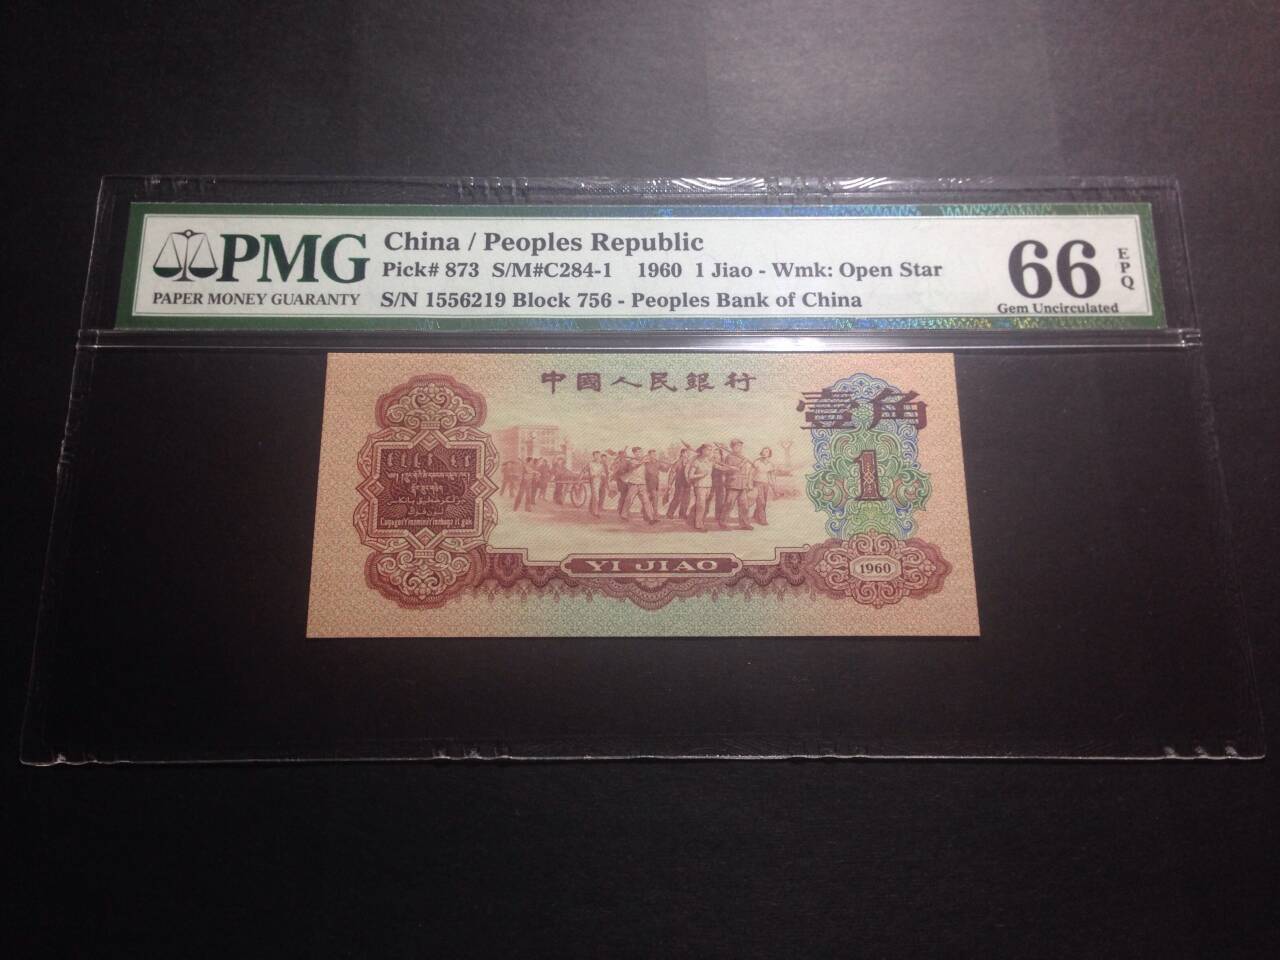 PMG
PAPER MONEY GUARANTY
China / Peoples Republic
Pick# 873 S/M#C284-1 1960 1 Jiao - Wmk: Open Star
S/N 1556219 Block 756 - Peoples Bank of China
66
EPQ
Gem Uncirculated
中國人民銀行
壹角
1
YI JIAO
1960